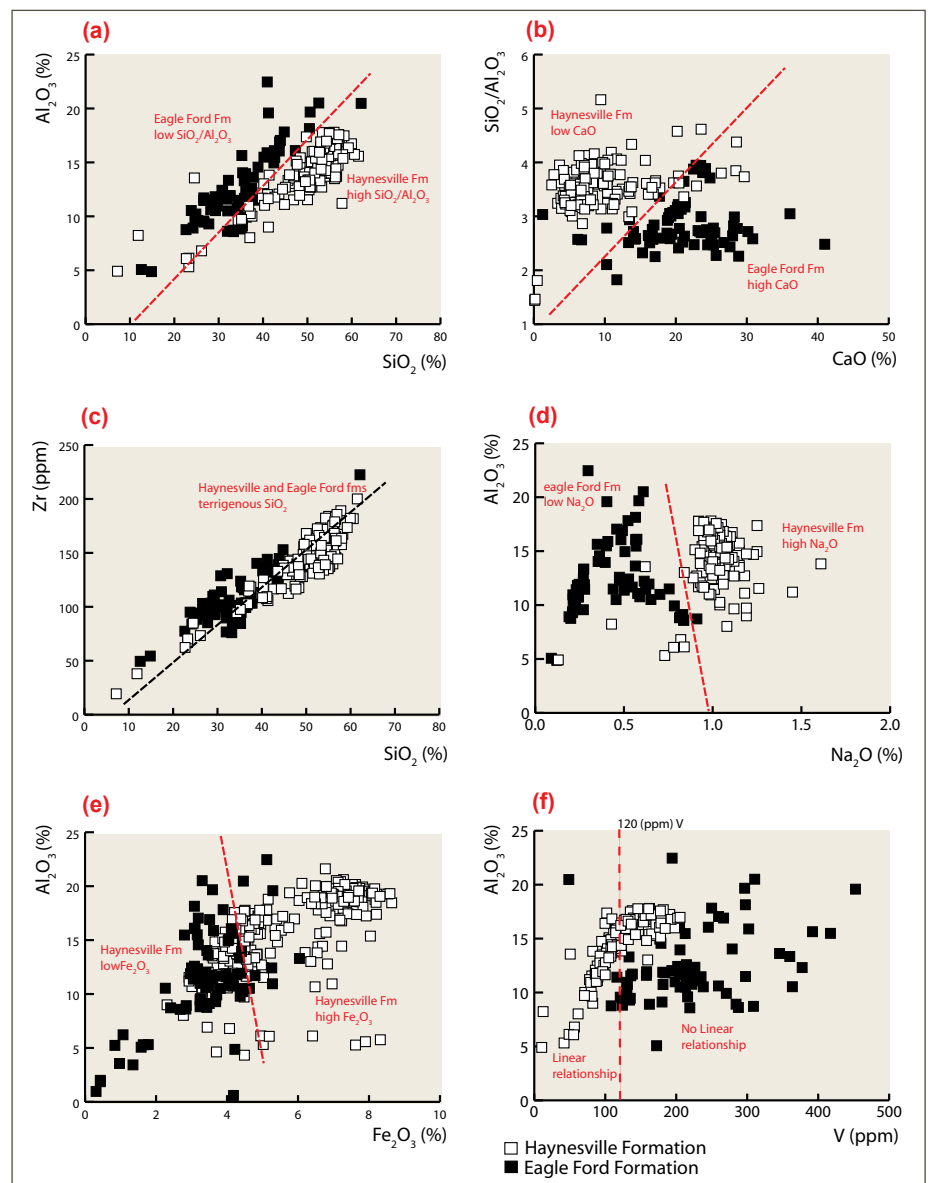 (a)
Al₂O₃ (%)
25
20
15
10
5
0
Eagle Ford Fm
low SiO₂/Al₂O₃
Haynesville Fm
high SiO₂/Al₂O₃
0 10 20 30 40 50 60 70 80
SiO₂ (%)
(b)
SiO₂/Al₂O₃
6
5
4
3
2
1
Haynesville Fm
low CaO
Eagle Ford Fm
high CaO
0 10 20 30 40 50
CaO (%)
(c)
Zr (ppm)
250
200
150
100
50
0
Haynesville and Eagle Ford fms
terrigenous SiO₂
0 10 20 30 40 50 60 70 80
SiO₂ (%)
(d)
Al₂O₃ (%)
25
20
15
10
5
0
eagle Ford Fm
low Na₂O
Haynesville Fm
high Na₂O
0.0 0.5 1.0 1.5 2.0
Na₂O (%)
(e)
Al₂O₃ (%)
25
20
15
10
5
0
Haynesville Fm
lowFe₂O₃
Haynesville Fm
high Fe₂O₃
0 2 4 6 8 10
Fe₂O₃ (%)
(f)
120 (ppm) V
Al₂O₃ (%)
25
20
15
10
5
0
Linear
relationship
No Linear
relationship
0 100 200 300 400 500
V (ppm)
Haynesville Formation
Eagle Ford Formation